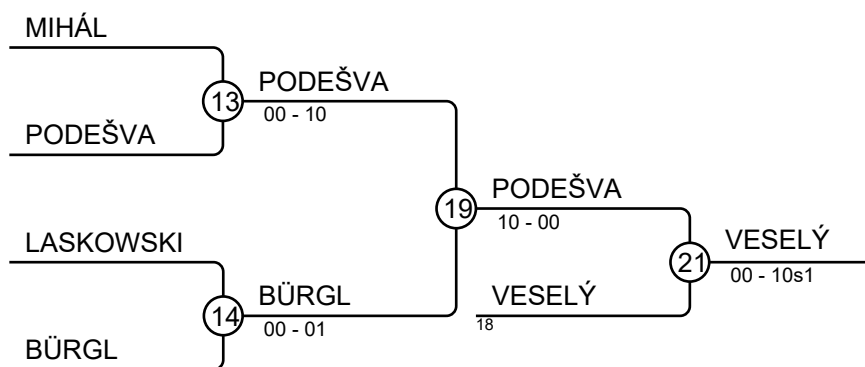 MIHÁL
13
PODEŠVA
00 - 10
PODEŠVA
19
PODEŠVA
10 - 00
LASKOWSKI
21
VESELÝ
00 - 10s1
14
BÜRGL
00 - 01
VESELÝ
18
BÜRGL